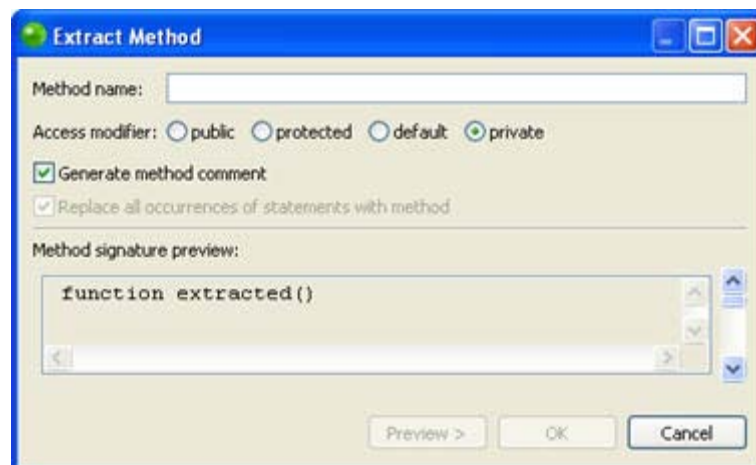 Extract Method
Method name:
Access modifier: public protected default private
Generate method comment
Replace all occurrences of statements with method
Method signature preview:
function extracted()
Preview > OK Cancel